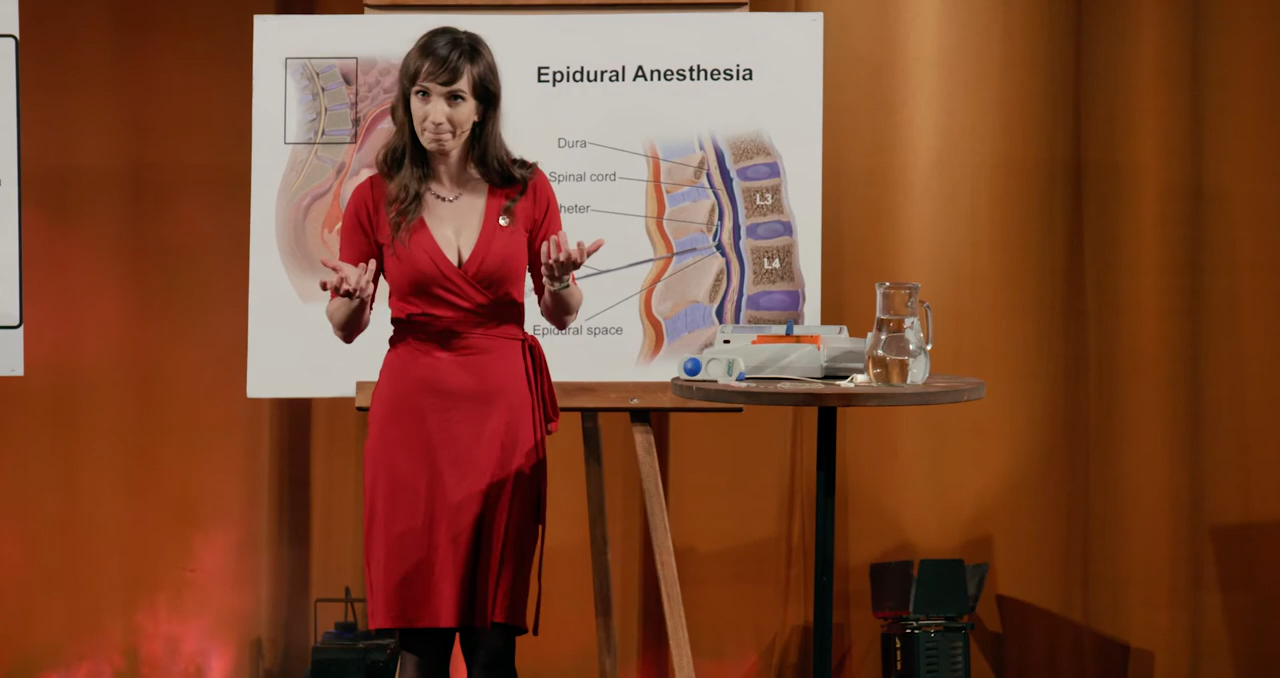 Epidural Anesthesia
Dura
Spinal cord
heter
L3
L4
Epidural space